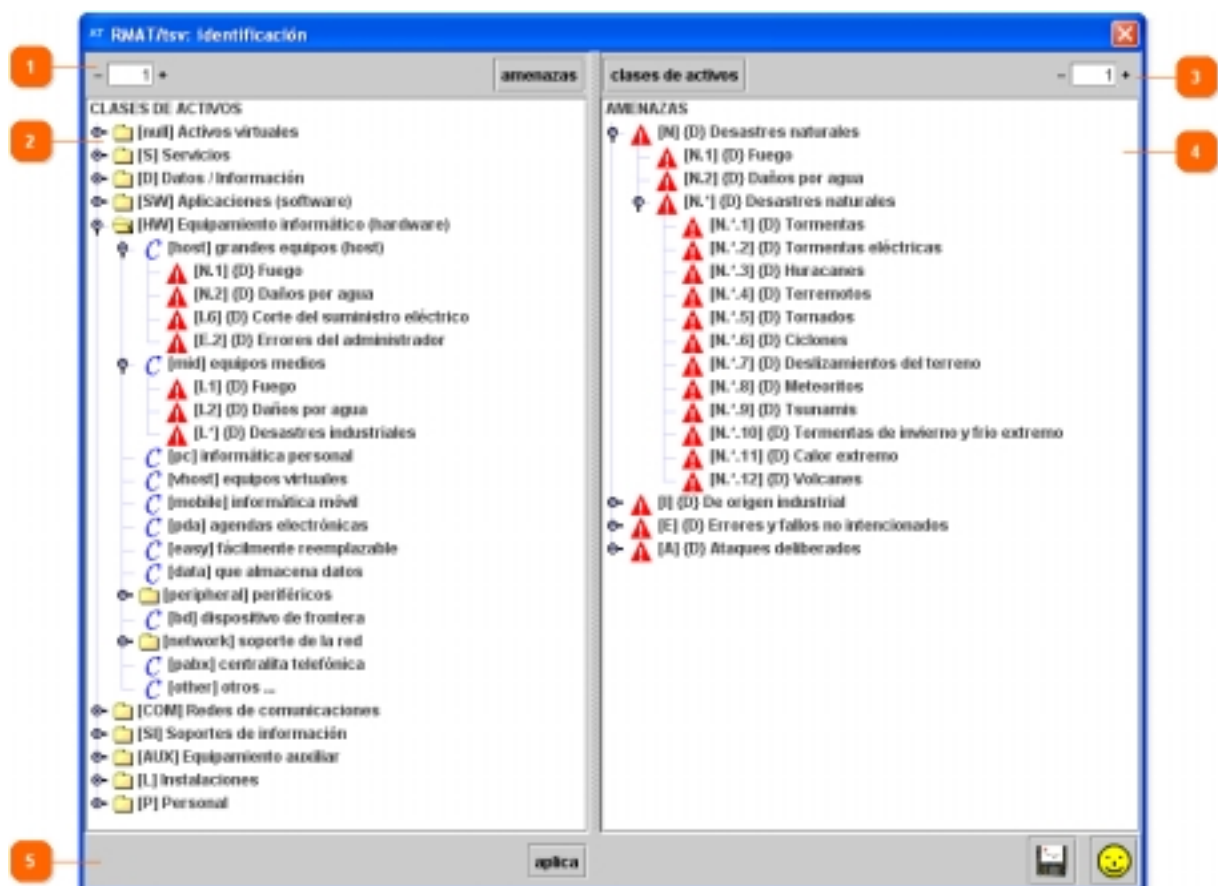 RMAT/tsv: identificación
1
- 1 +
amenazas
clases de activos
- 1 +
3
CLASES DE ACTIVOS
2
[null] Activos virtuales
[S] Servicios
[D] Datos / Información
[SW] Aplicaciones (software)
[HW] Equipamiento informático (hardware)
C [host] grandes equipos (host)
[N.1] (D) Fuego
[N.2] (D) Daños por agua
[I.6] (D) Corte del suministro eléctrico
[E.2] (D) Errores del administrador
C [mid] equipos medios
[I.1] (D) Fuego
[I.2] (D) Daños por agua
[I.*] (D) Desastres industriales
C [pc] informática personal
C [vhost] equipos virtuales
C [mobile] informática móvil
C [pda] agendas electrónicas
C [easy] fácilmente reemplazable
C [data] que almacena datos
[peripheral] periféricos
C [bd] dispositivo de frontera
[network] soporte de la red
C [pabx] centralita telefónica
C [other] otros ...
[COM] Redes de comunicaciones
[SI] Soportes de información
[AUX] Equipamiento auxiliar
[L] Instalaciones
[P] Personal
AMENAZAS
4
[N] (D) Desastres naturales
[N.1] (D) Fuego
[N.2] (D) Daños por agua
[N.*] (D) Desastres naturales
[N.*.1] (D) Tormentas
[N.*.2] (D) Tormentas eléctricas
[N.*.3] (D) Huracanes
[N.*.4] (D) Terremotos
[N.*.5] (D) Tornados
[N.*.6] (D) Ciclones
[N.*.7] (D) Deslizamientos del terreno
[N.*.8] (D) Meteoritos
[N.*.9] (D) Tsunamis
[N.*.10] (D) Tormentas de invierno y frío extremo
[N.*.11] (D) Calor extremo
[N.*.12] (D) Volcanes
[I] (D) De origen industrial
[E] (D) Errores y fallos no intencionados
[A] (D) Ataques deliberados
5
aplica